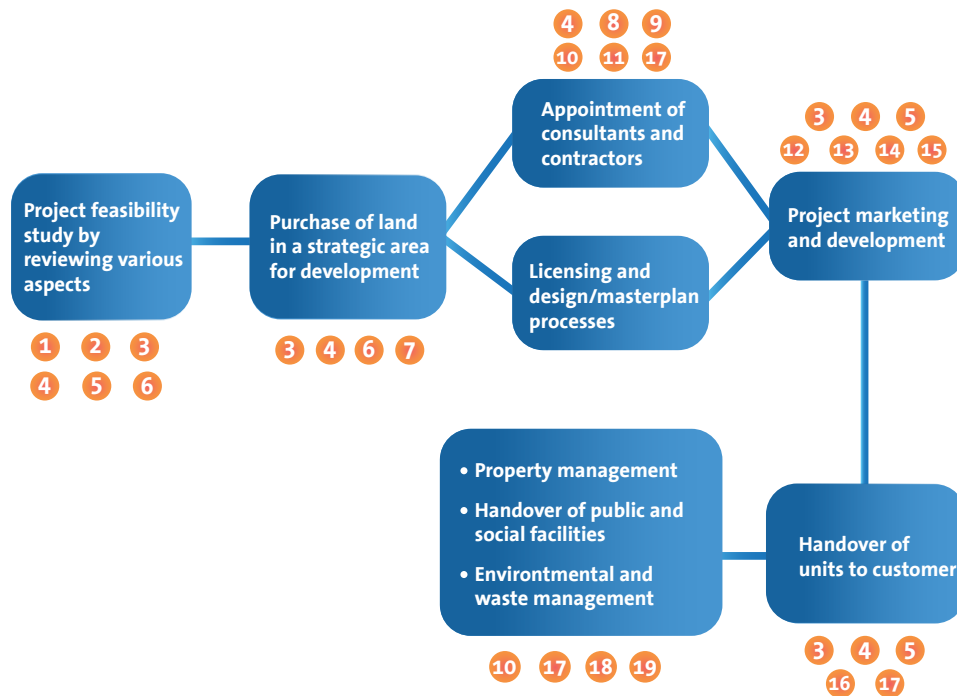 4 8 9
10 11 17
Appointment of
consultants and
contractors
3 4 5
12 13 14 15
Project feasibility
study by
reviewing various
aspects
Purchase of land
in a strategic area
for development
Project marketing
and development
Licensing and
design/masterplan
processes
1 2 3
4 5 6
3 4 6 7
• Property management
• Handover of public and
social facilities
• Environtmental and
waste management
Handover of
units to customer
10 17 18 19
3 4 5
16 17